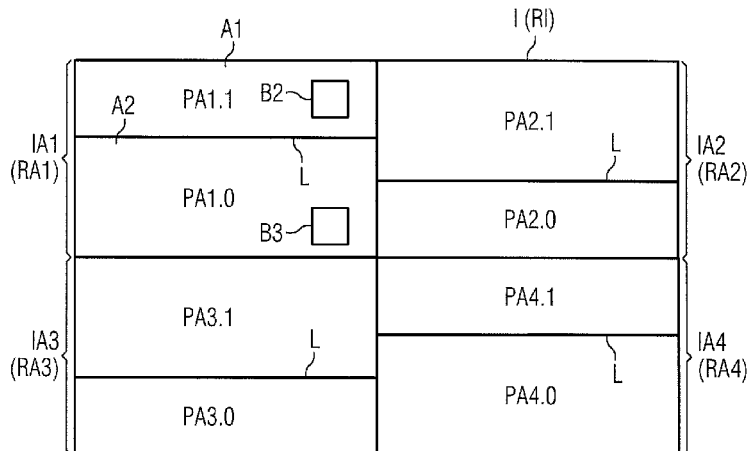 A1
I (RI)
PA1.1
B2
A2
PA2.1
IA1
(RA1)
L
L
IA2
(RA2)
PA1.0
B3
PA2.0
PA3.1
PA4.1
IA3
(RA3)
L
L
IA4
(RA4)
PA3.0
PA4.0